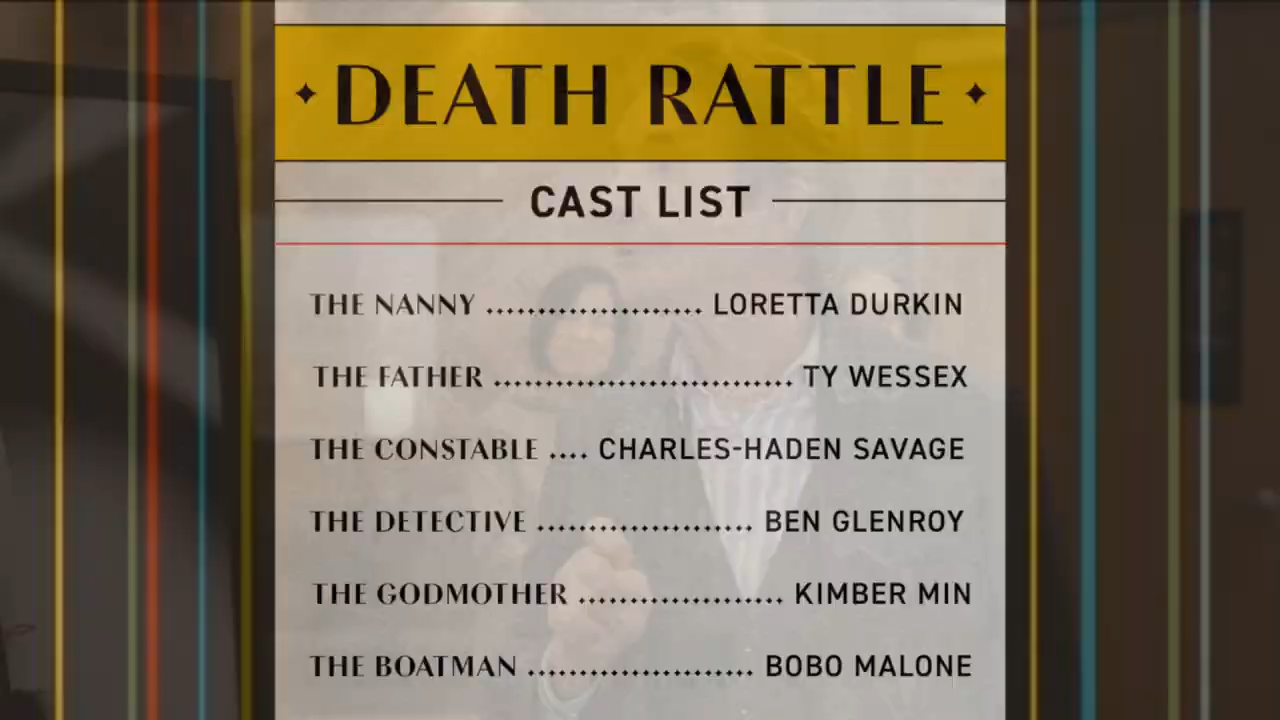 DEATH RATTLE
CAST LIST
THE NANNY ..................... LORETTA DURKIN
THE FATHER ............................. TY WESSEX
THE CONSTABLE .... CHARLES-HADEN SAVAGE
THE DETECTIVE ..................... BEN GLENROY
THE GODMOTHER .................... KIMBER MIN
THE BOATMAN ...................... BOBO MALONE